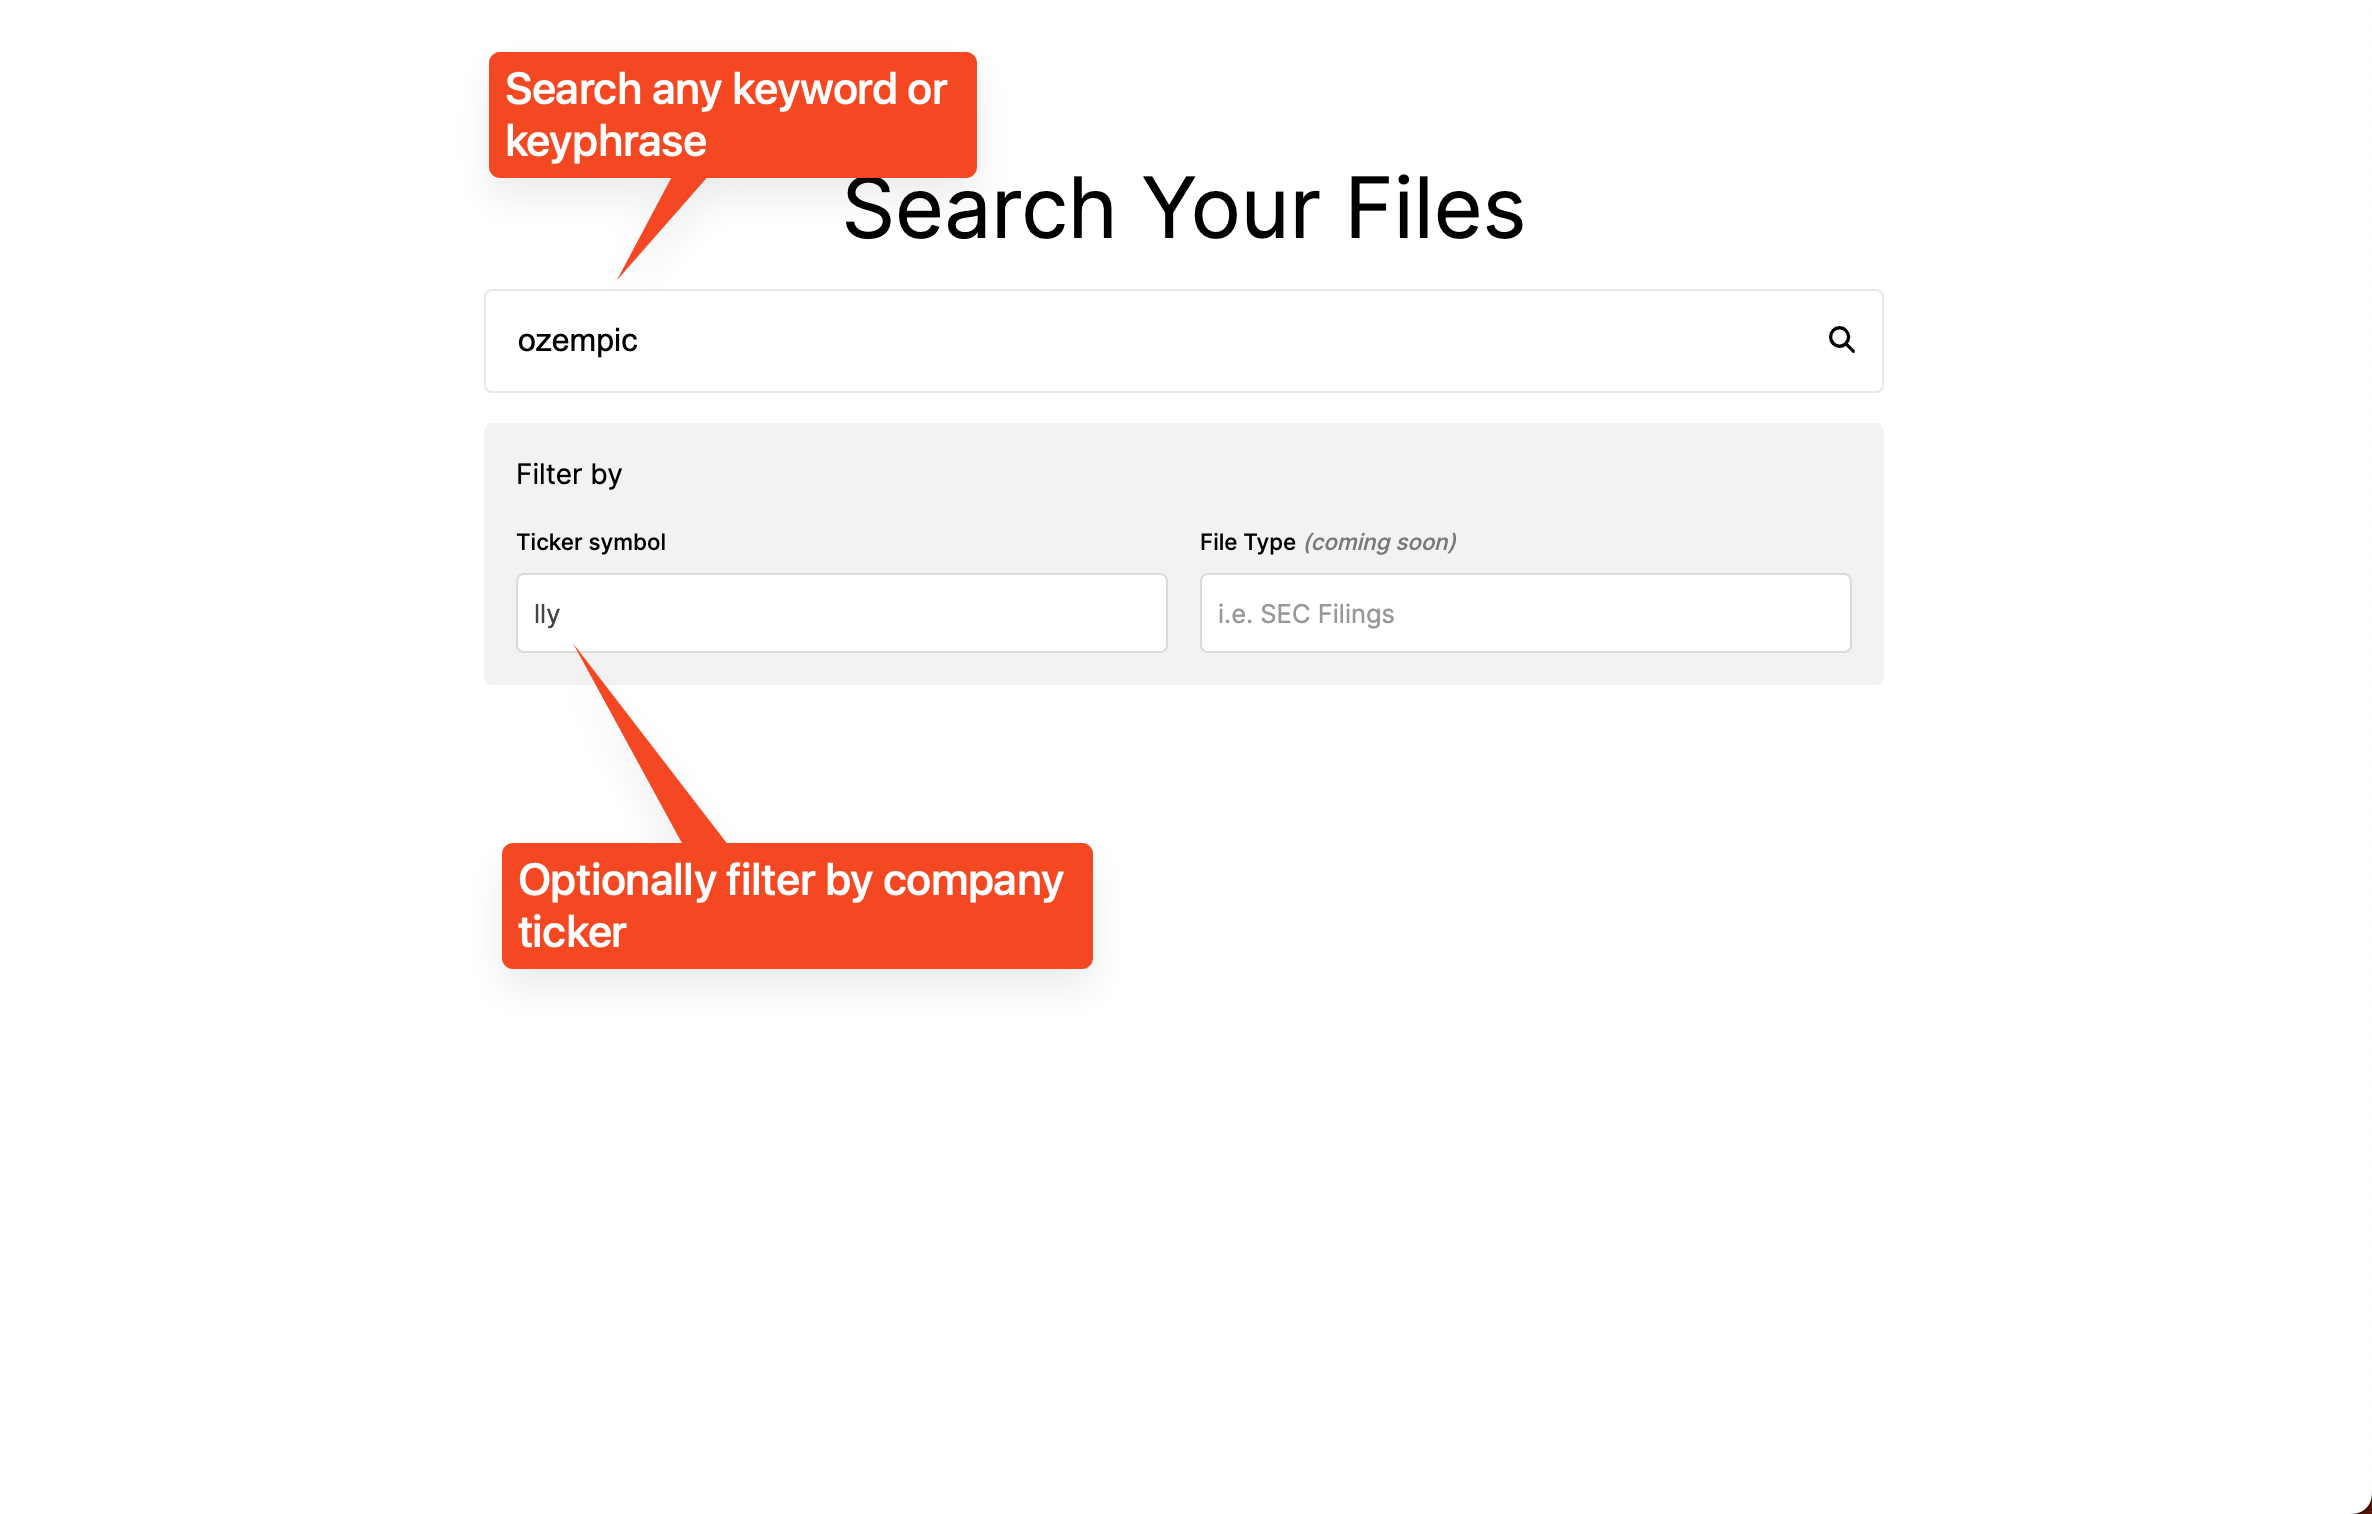 Search any keyword or
keyphrase
Search Your Files
ozempic
Filter by
Ticker symbol
File Type (coming soon)
lly
i.e. SEC Filings
Optionally filter by company
ticker